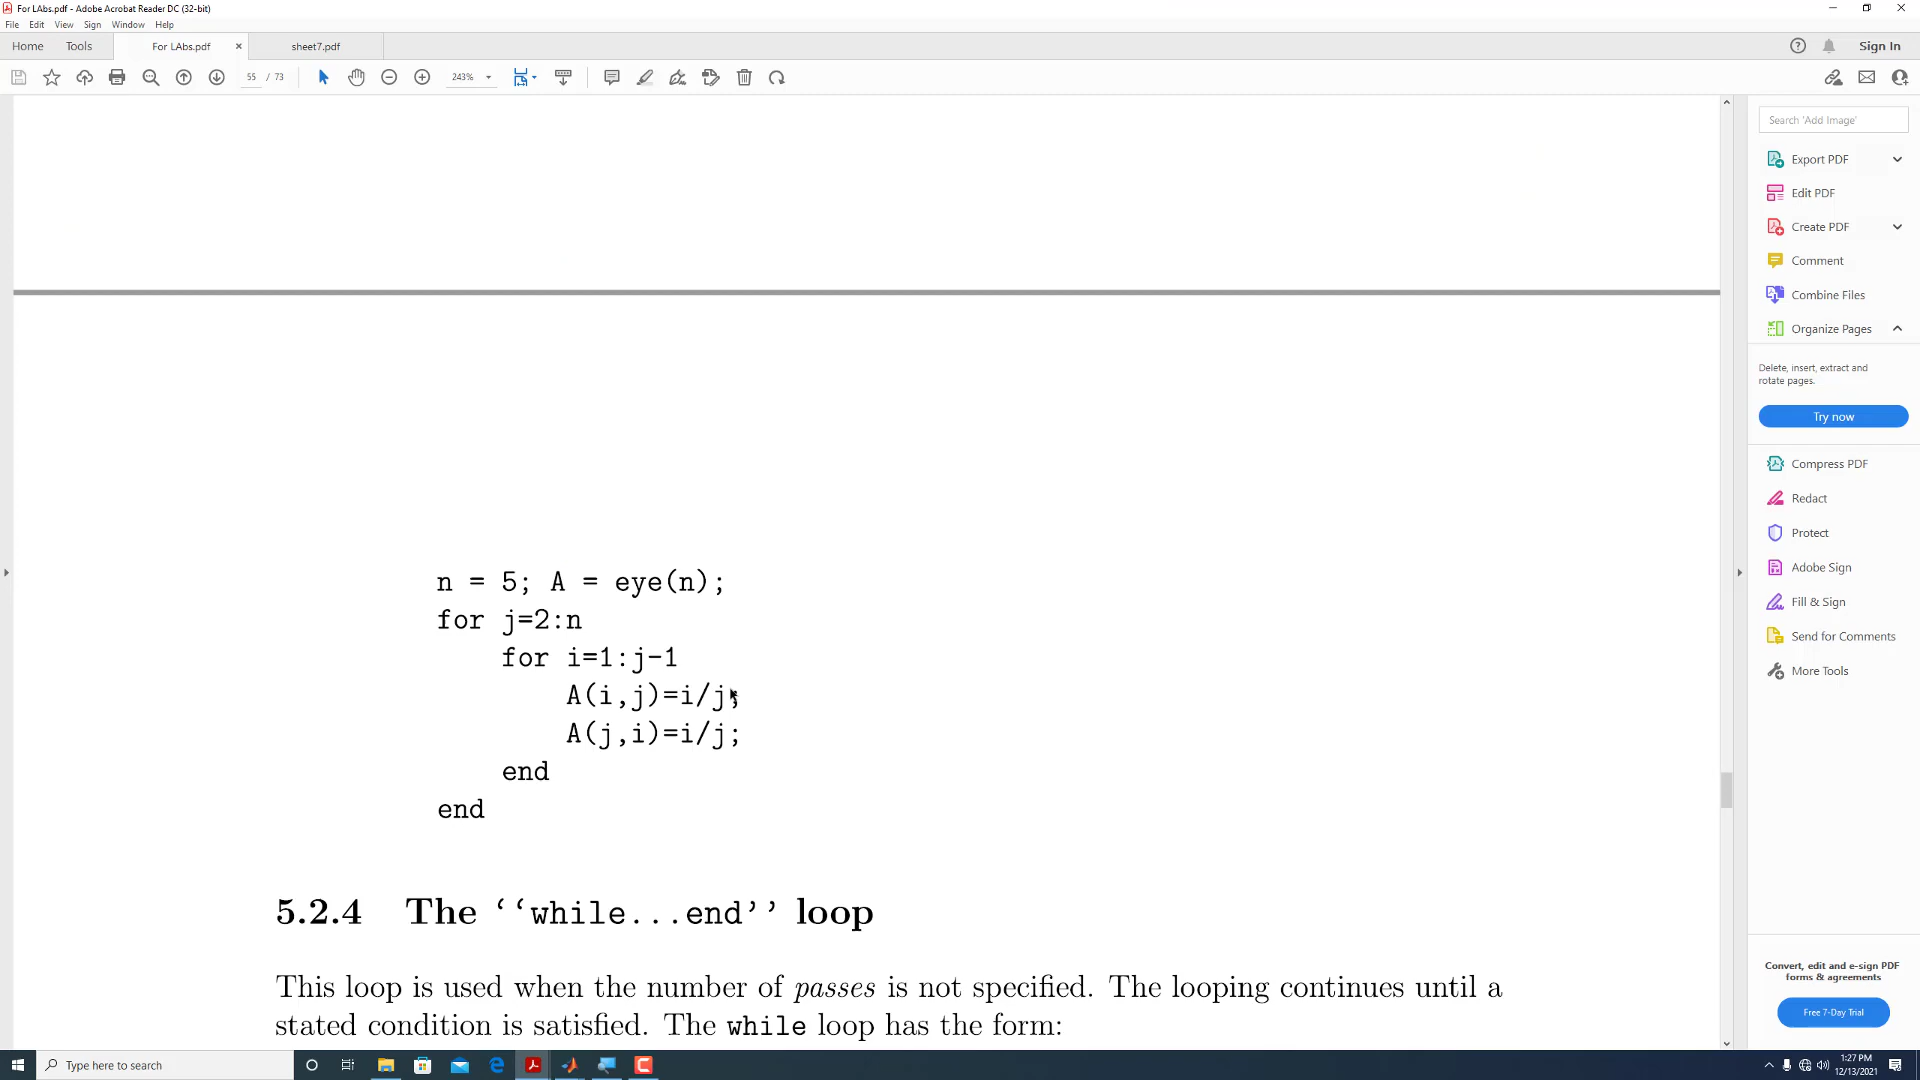 For LAbs.pdf - Adobe Acrobat Reader DC (32-bit)
File Edit View Sign Window Help
Home Tools For LAbs.pdf × sheet7.pdf Sign In
55 / 73 243%
Search 'Add Image'
Export PDF
Edit PDF
Create PDF
Comment
Combine Files
Organize Pages
Delete, insert, extract and
rotate pages.
Try now
Compress PDF
Redact
Protect
Adobe Sign
Fill & Sign
Send for Comments
More Tools
Convert, edit and e-sign PDF
forms & agreements
Free 7-Day Trial
n = 5; A = eye(n);
for j=2:n
for i=1:j-1
A(i,j)=i/j;
A(j,i)=i/j;
end
end
5.2.4 The ‘‘while...end’’ loop
This loop is used when the number of passes is not specified. The looping continues until a
stated condition is satisfied. The while loop has the form:
Type here to search
1:27 PM
12/13/2021